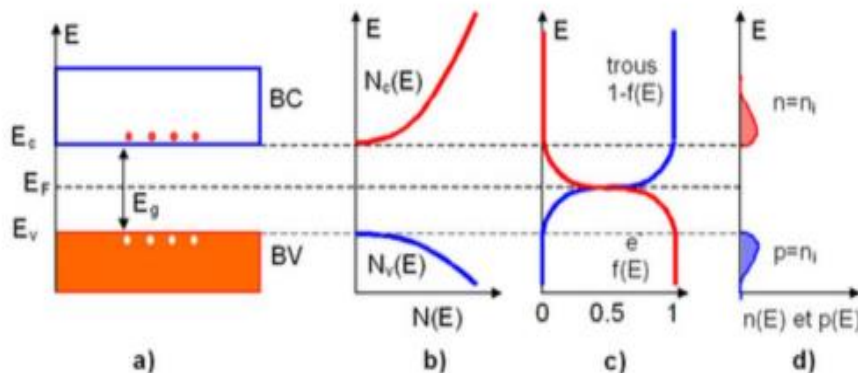 E
BC
E_c
E_F
E_g
E_v
BV
a)
E
N_c(E)
N_v(E)
N(E)
b)
E
trous
1-f(E)
e
f(E)
0 0.5 1
c)
E
n=n_i
p=n_i
n(E) et p(E)
d)